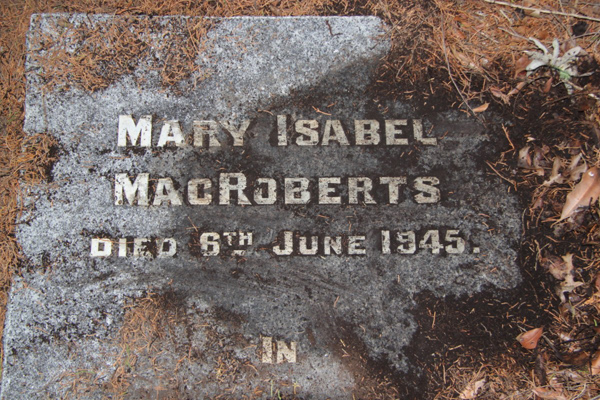 Mary Isabel
MacRoberts
Died 6th June 1945.
In